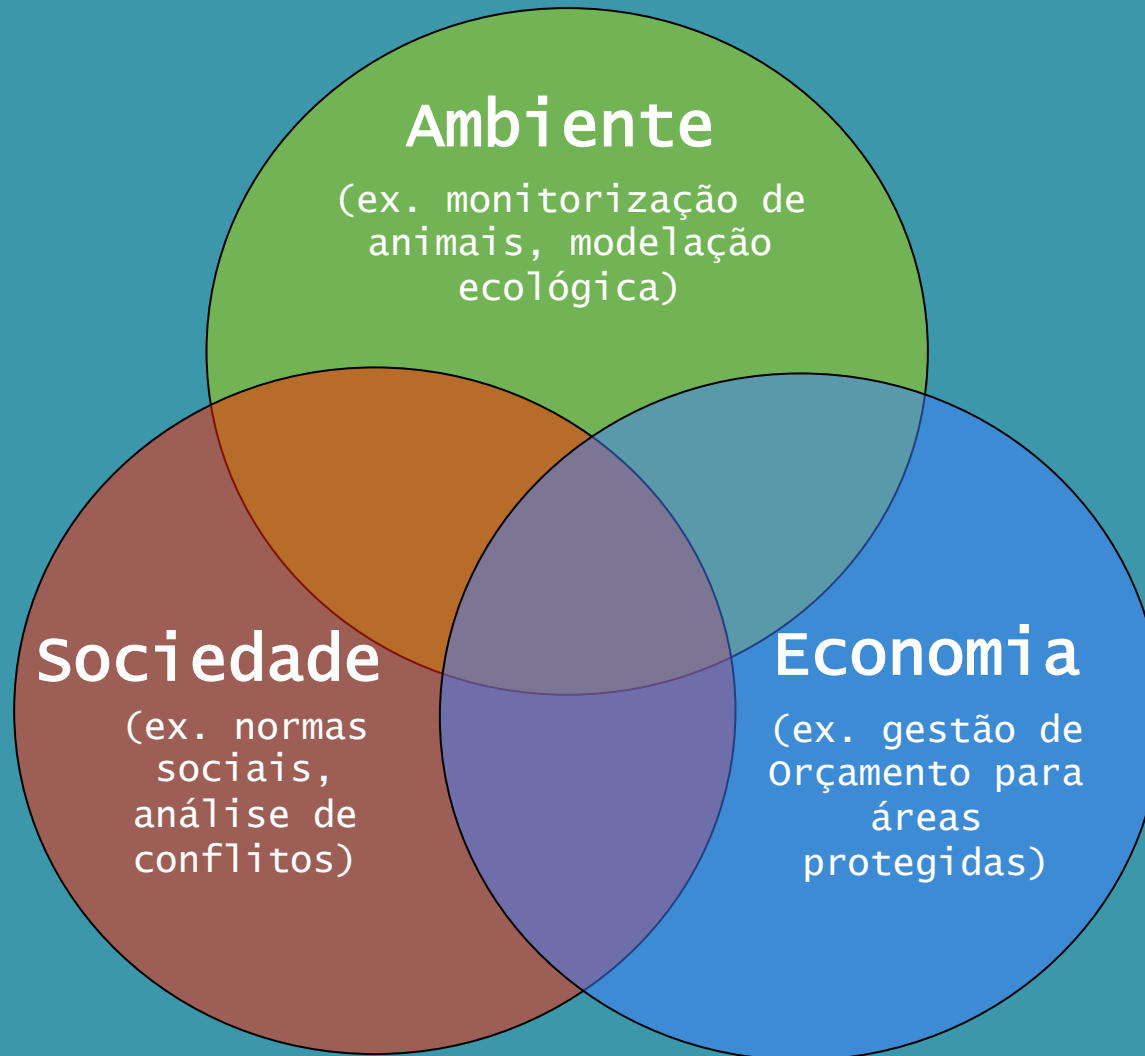 Ambiente
(ex. monitorização de
animais, modelação
ecológica)
Sociedade
(ex. normas
sociais,
análise de
conflitos)
Economia
(ex. gestão de
Orçamento para
áreas
protegidas)